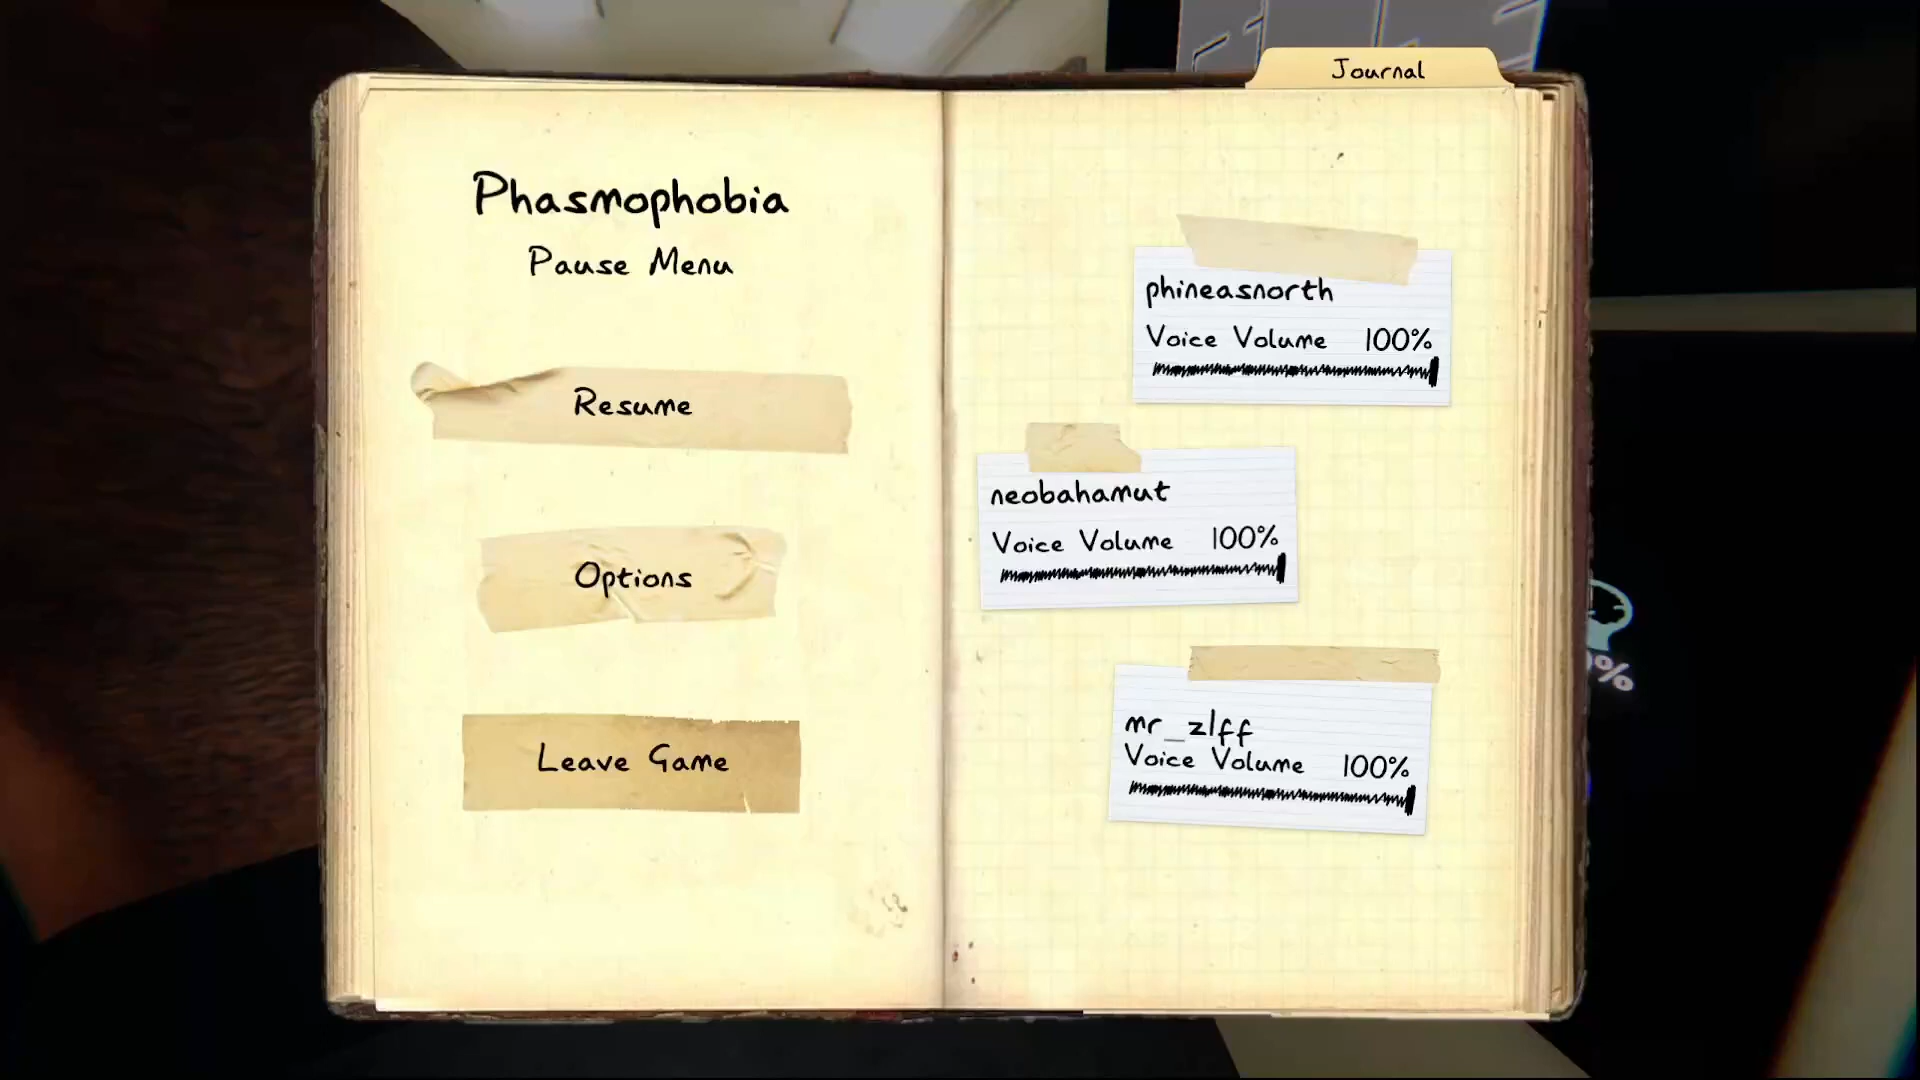 Journal
Phasmophobia
Pause Menu
Resume
Options
Leave Game
phineasnorth
Voice Volume 100%
neobahamut
Voice Volume 100%
mr_zlff
Voice Volume 100%
%